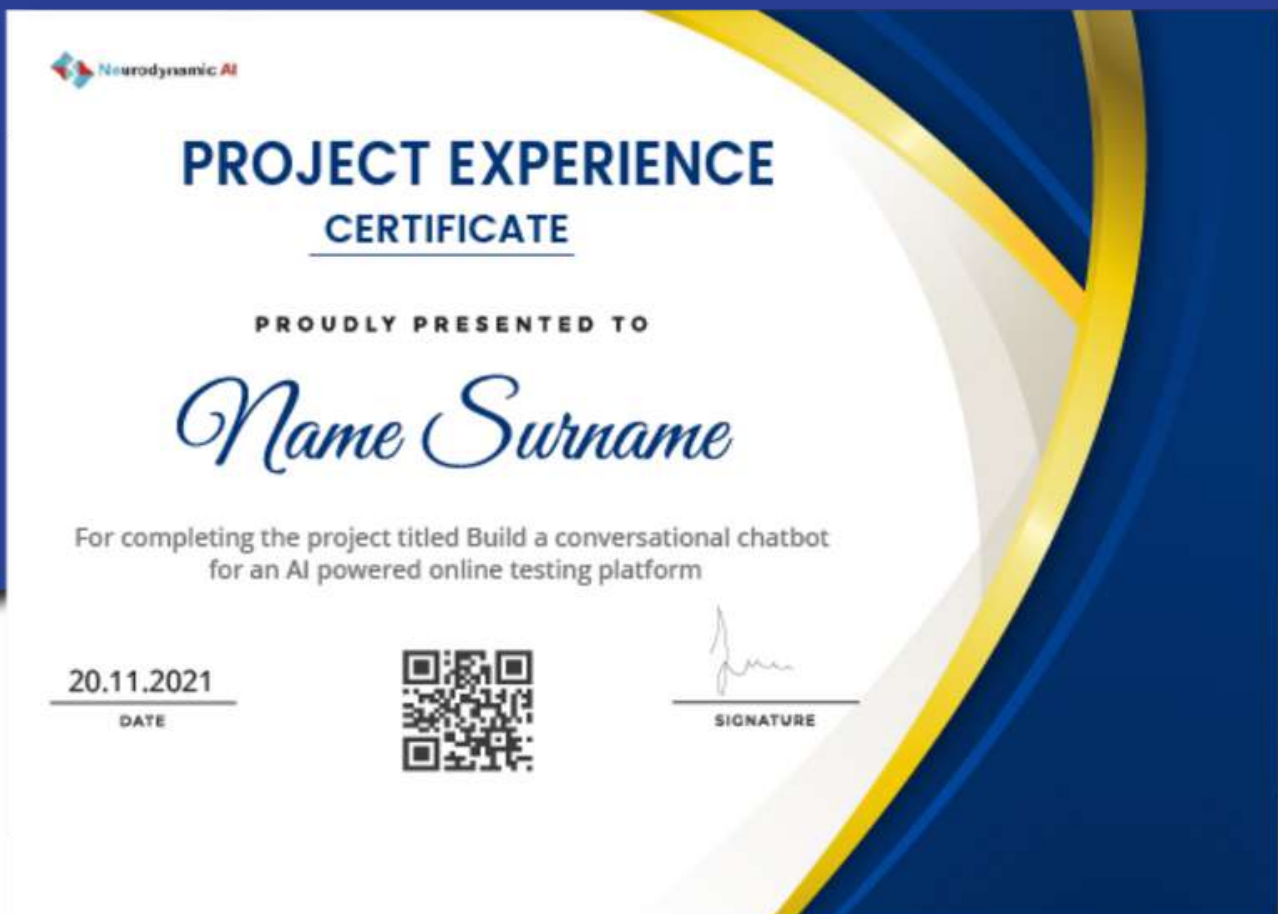 Neurodynamic AI
PROJECT EXPERIENCE
CERTIFICATE
PROUDLY PRESENTED TO
Name Surname
For completing the project titled Build a conversational chatbot
for an AI powered online testing platform
20.11.2021
DATE
SIGNATURE